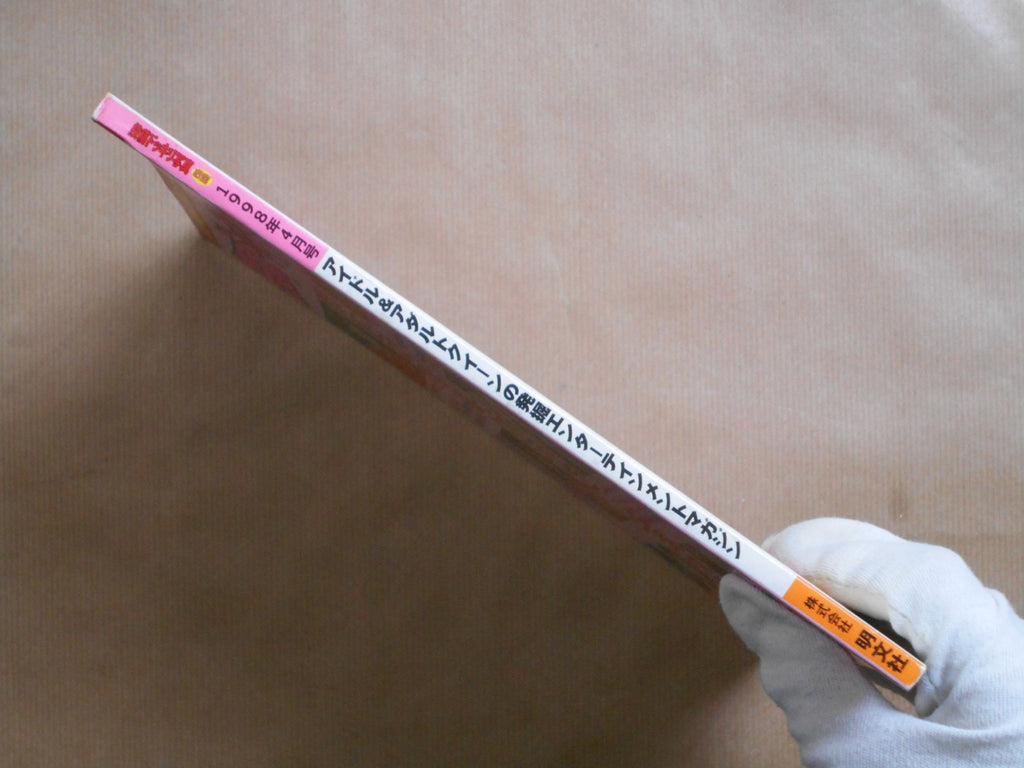 1998年4月号
アイドル&アダルトクイーンの発掘エンターテインメントマガジン
株式会社 明文社